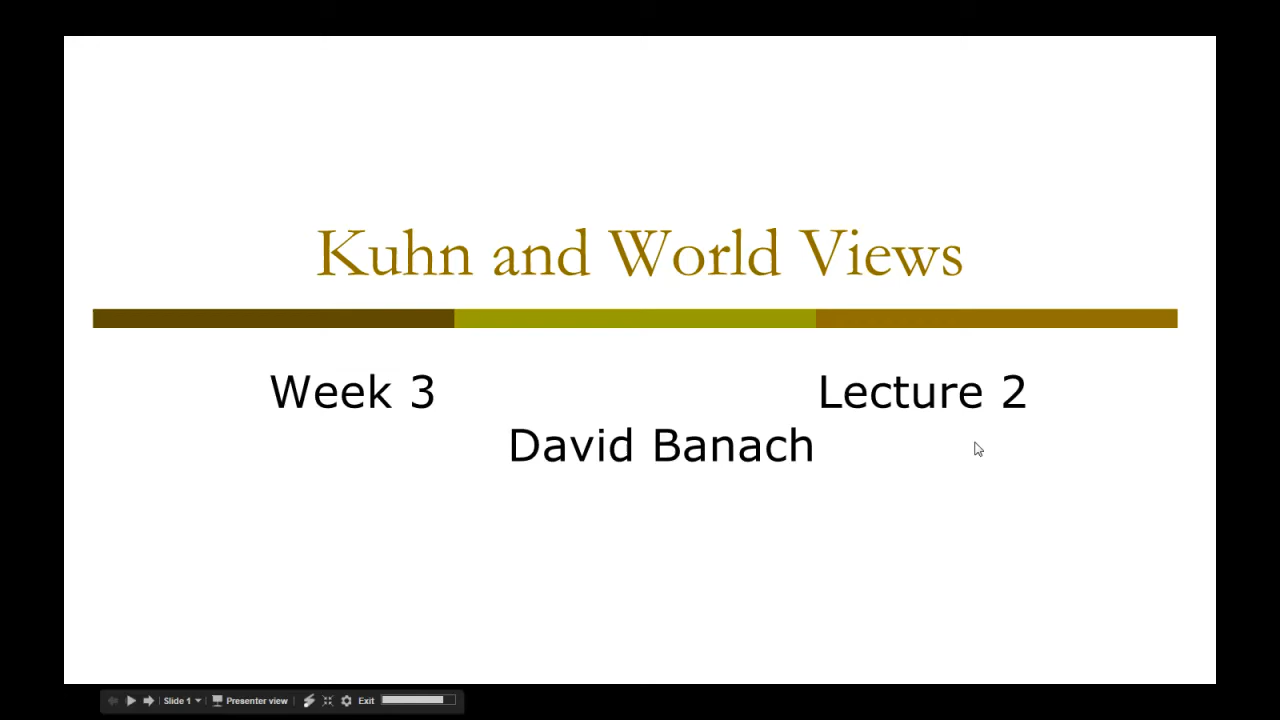 Kuhn and World Views
Week 3 Lecture 2
David Banach
Slide 1 Presenter view Exit